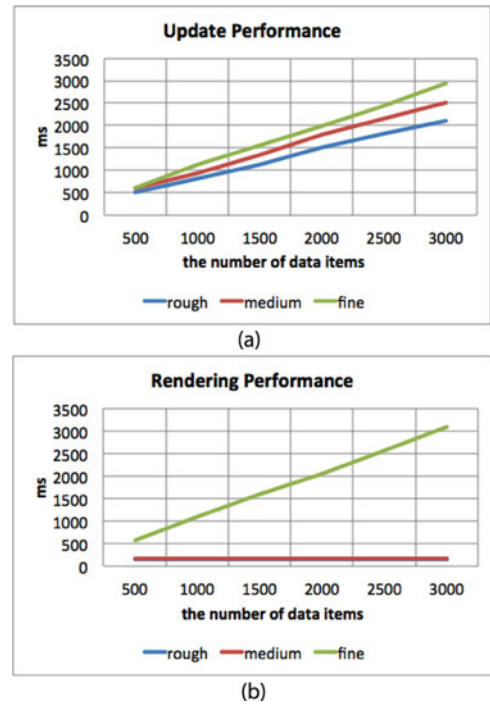 Update Performance
3500
3000
2500
2000
1500
1000
500
0
ms
500 1000 1500 2000 2500 3000
the number of data items
rough medium fine
(a)
Rendering Performance
3500
3000
2500
2000
1500
1000
500
0
ms
500 1000 1500 2000 2500 3000
the number of data items
rough medium fine
(b)